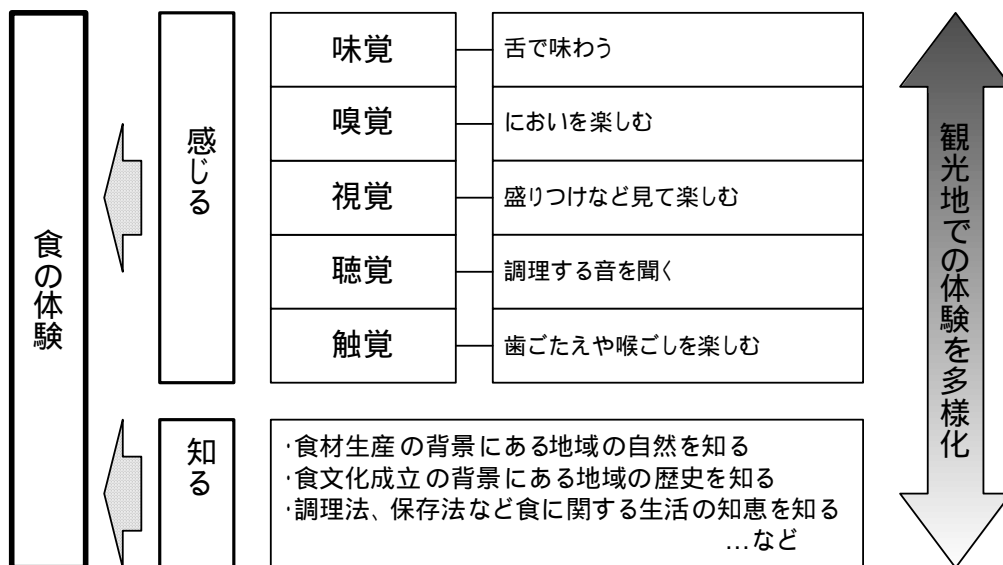 食の体験
感じる
味覚
舌で味わう
嗅覚
においを楽しむ
視覚
盛りつけなど見て楽しむ
聴覚
調理する音を聞く
触覚
歯ごたえや喉ごしを楽しむ
知る
・食材生産の背景にある地域の自然を知る
・食文化成立の背景にある地域の歴史を知る
・調理法、保存法など食に関する生活の知恵を知る
…など
観光地での体験を多様化